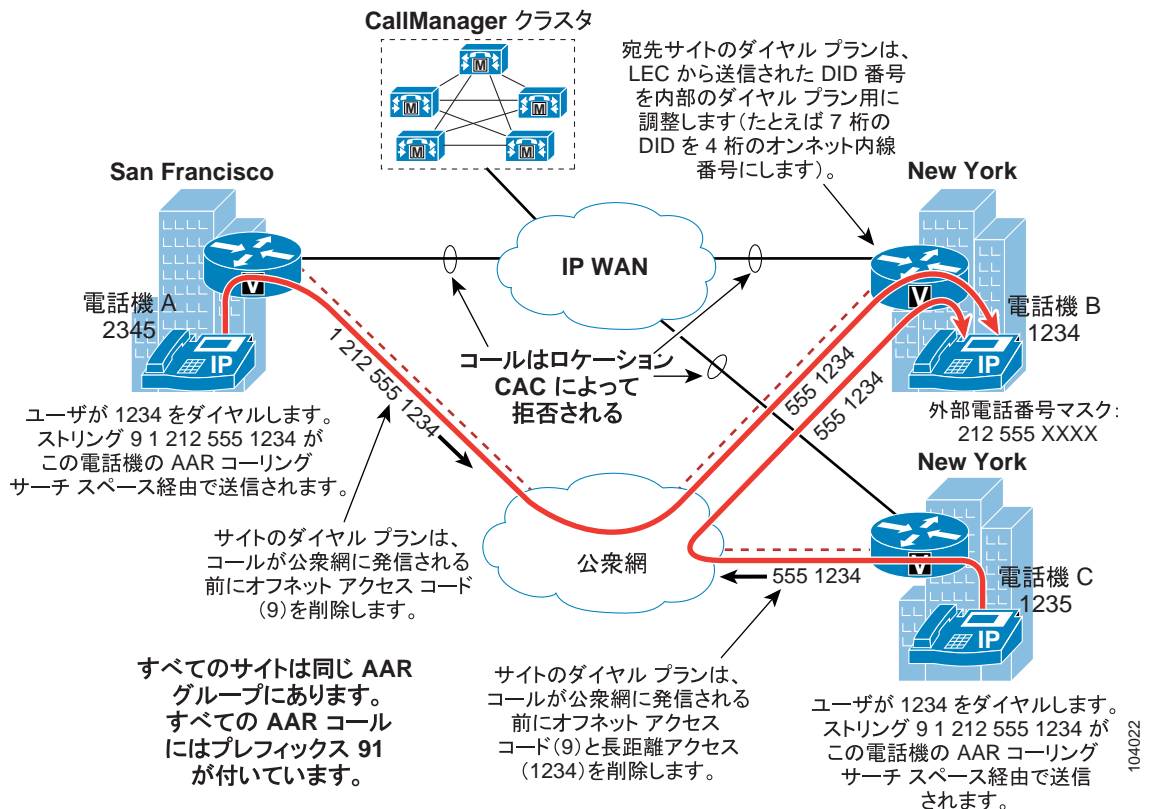 CallManager クラスタ
M
M
M
M
M
宛先サイトのダイヤル プランは、
LEC から送信された DID 番号
を内部のダイヤル プラン用に
調整します(たとえば 7 桁の
DID を 4 桁のオンネット内線
番号にします)。
San Francisco
New York
IP WAN
V
V
電話機 A
2345
IP
電話機 B
1234
IP
1 212 555 1234
コールはロケーション
CAC によって
拒否される
555 1234
555 1234
ユーザが 1234 をダイヤルします。
ストリング 9 1 212 555 1234 が
この電話機の AAR コーリング
サーチ スペース経由で送信されます。
外部電話番号マスク:
212 555 XXXX
New York
サイトのダイヤル プランは、
コールが公衆網に発信される
前にオフネット アクセス コード
(9)を削除します。
公衆網
555 1234
V
電話機 C
1235
IP
すべてのサイトは同じ AAR
グループにあります。
すべての AAR コール
にはプレフィックス 91
が付いています。
サイトのダイヤル プランは、
コールが公衆網に発信される
前にオフネット アクセス
コード(9)と長距離アクセス
(1234)を削除します。
ユーザが 1234 をダイヤルします。
ストリング 9 1 212 555 1234 が
この電話機の AAR コーリング
サーチ スペース経由で送信
されます。
104022